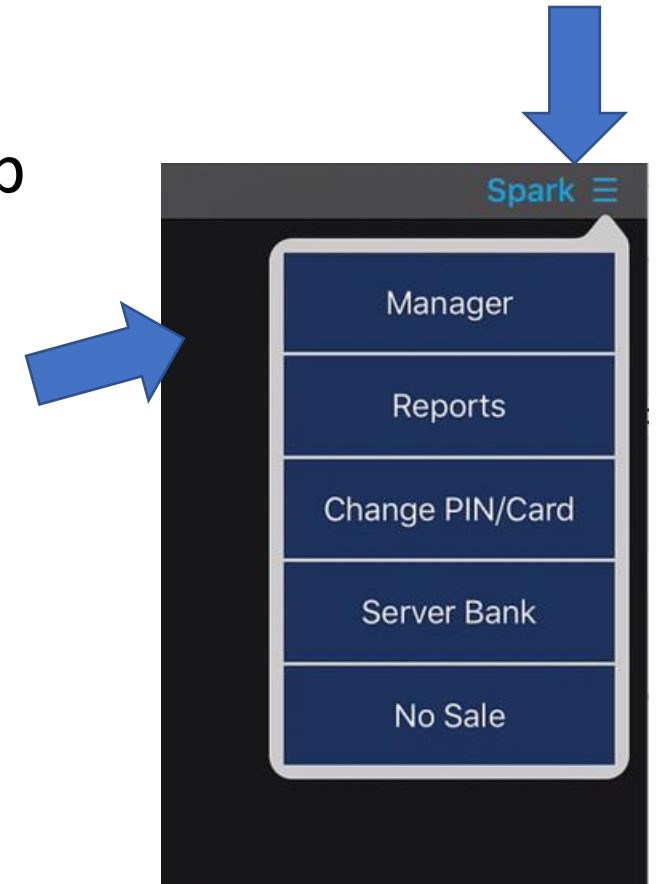 p
Spark
Manager
Reports
Change PIN/Card
Server Bank
No Sale